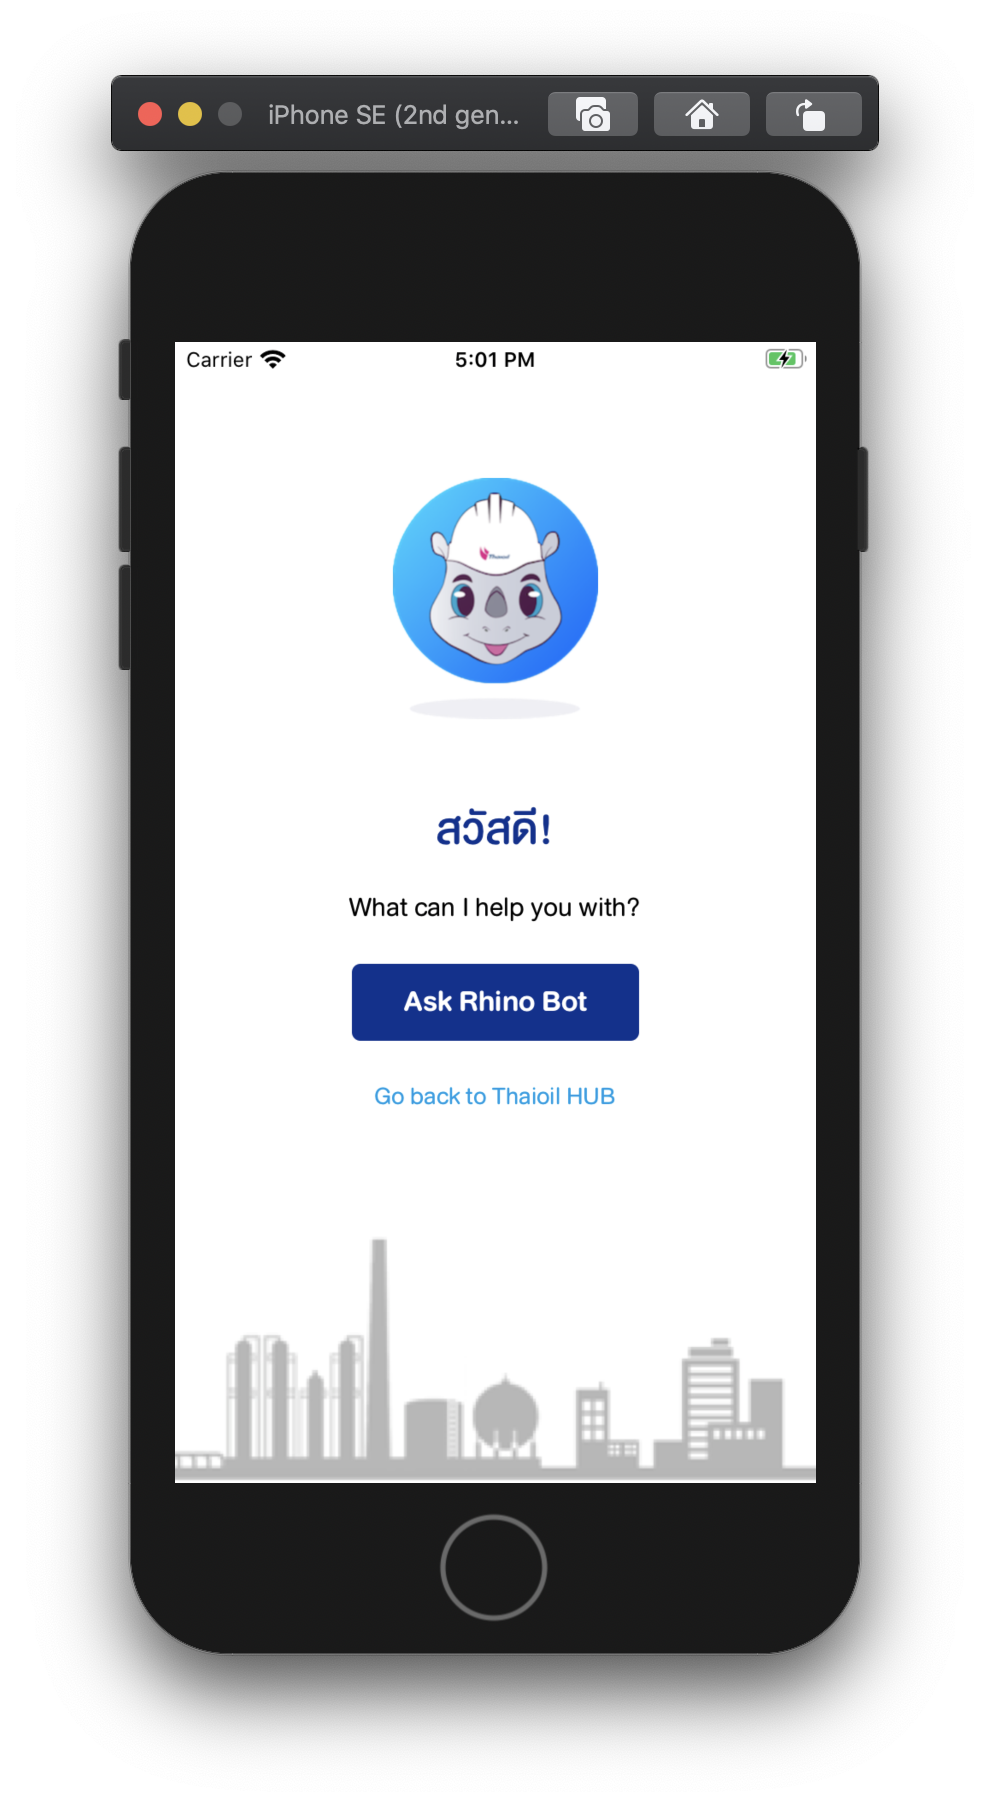 iPhone SE (2nd gen...
Carrier
5:01 PM
Thaioil
สวัสดี!
What can I help you with?
Ask Rhino Bot
Go back to Thaioil HUB